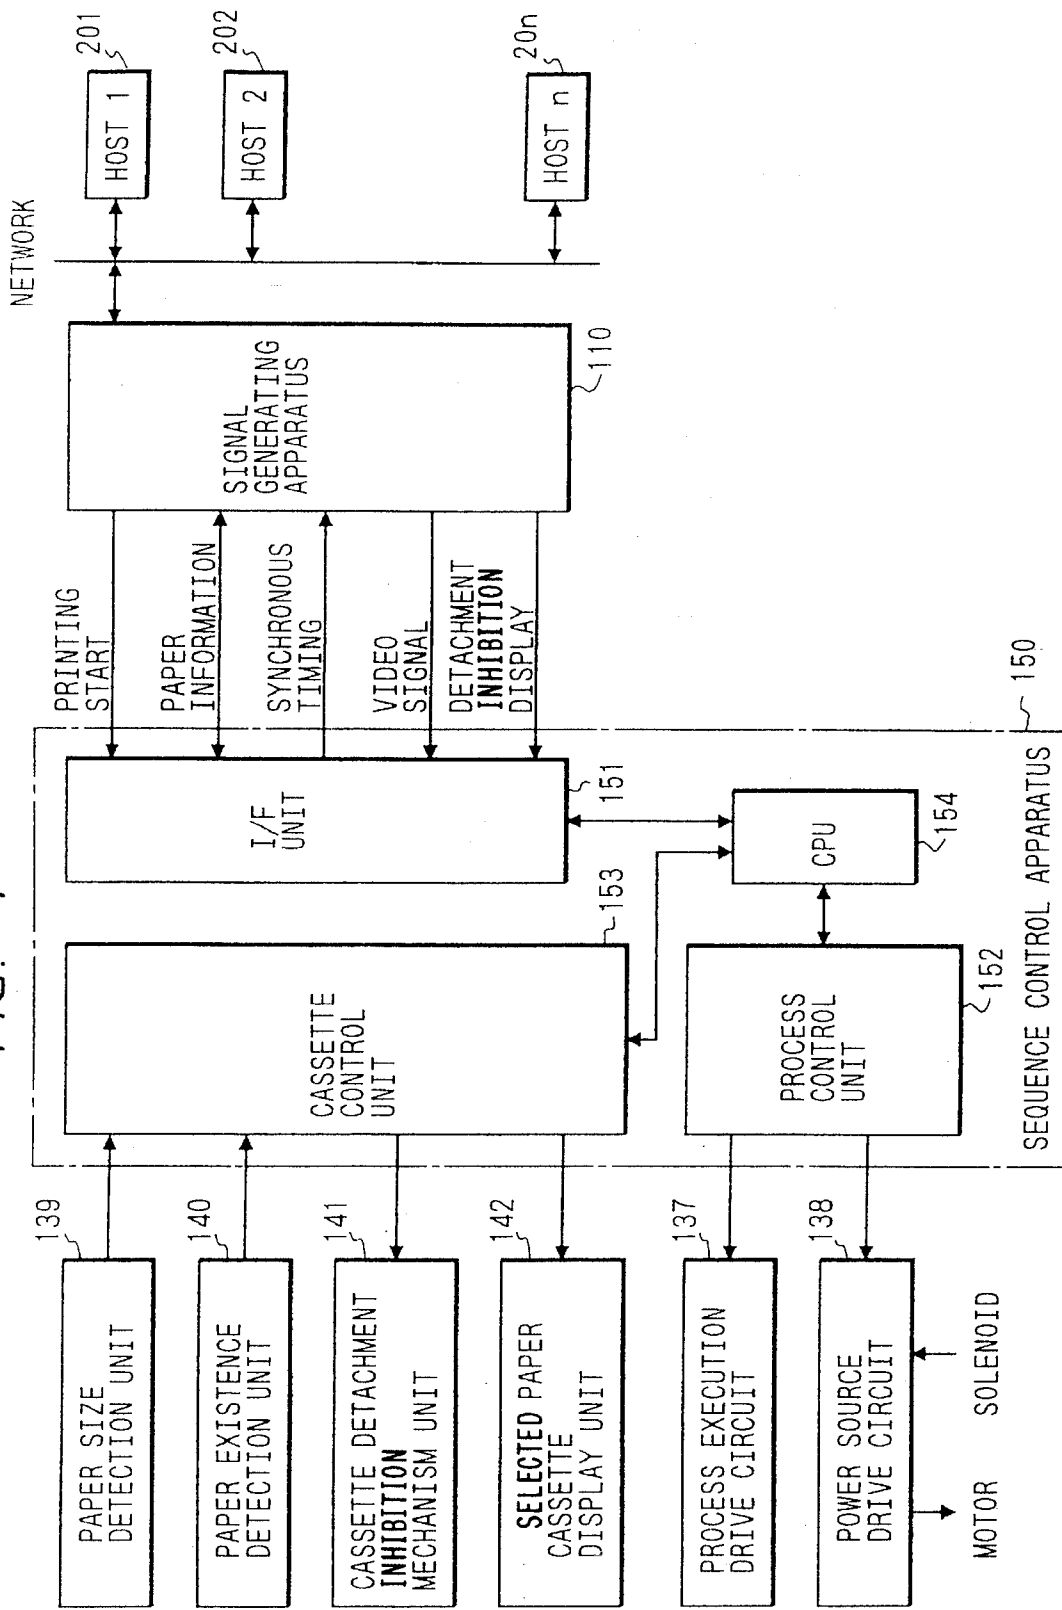 NETWORK
HOST 1
201
HOST 2
202
HOST n
20n
SIGNAL
GENERATING
APPARATUS
110
PRINTING
START
PAPER
INFORMATION
SYNCHRONOUS
TIMING
VIDEO
SIGNAL
DETACHMENT
INHIBITION
DISPLAY
I/F
UNIT
151
CPU
154
CASSETTE
CONTROL
UNIT
153
PROCESS
CONTROL
UNIT
152
150
SEQUENCE CONTROL APPARATUS
PAPER SIZE
DETECTION UNIT
139
PAPER EXISTENCE
DETECTION UNIT
140
CASSETTE DETACHMENT
INHIBITION
MECHANISM UNIT
141
SELECTED PAPER
CASSETTE
DISPLAY UNIT
142
PROCESS EXECUTION
DRIVE CIRCUIT
137
POWER SOURCE
DRIVE CIRCUIT
138
MOTOR
SOLENOID